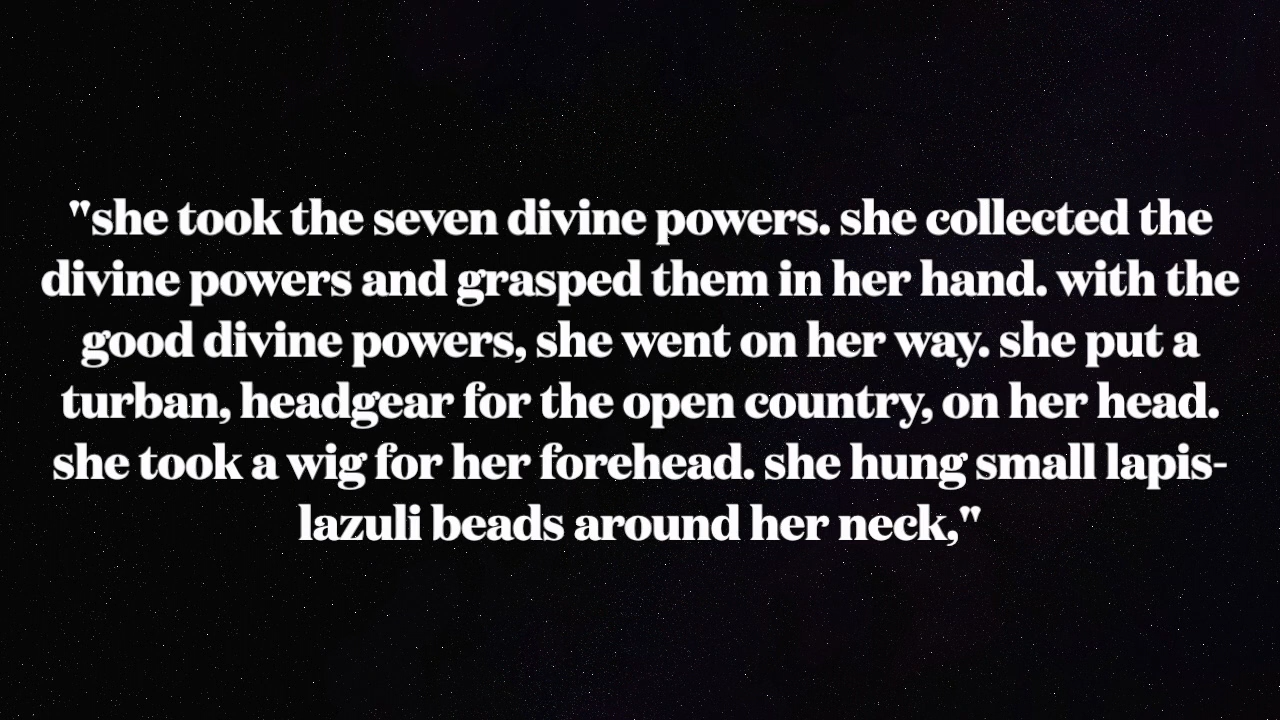 "she took the seven divine powers. she collected the
divine powers and grasped them in her hand. with the
good divine powers, she went on her way. she put a
turban, headgear for the open country, on her head.
she took a wig for her forehead. she hung small lapis-
lazuli beads around her neck,"